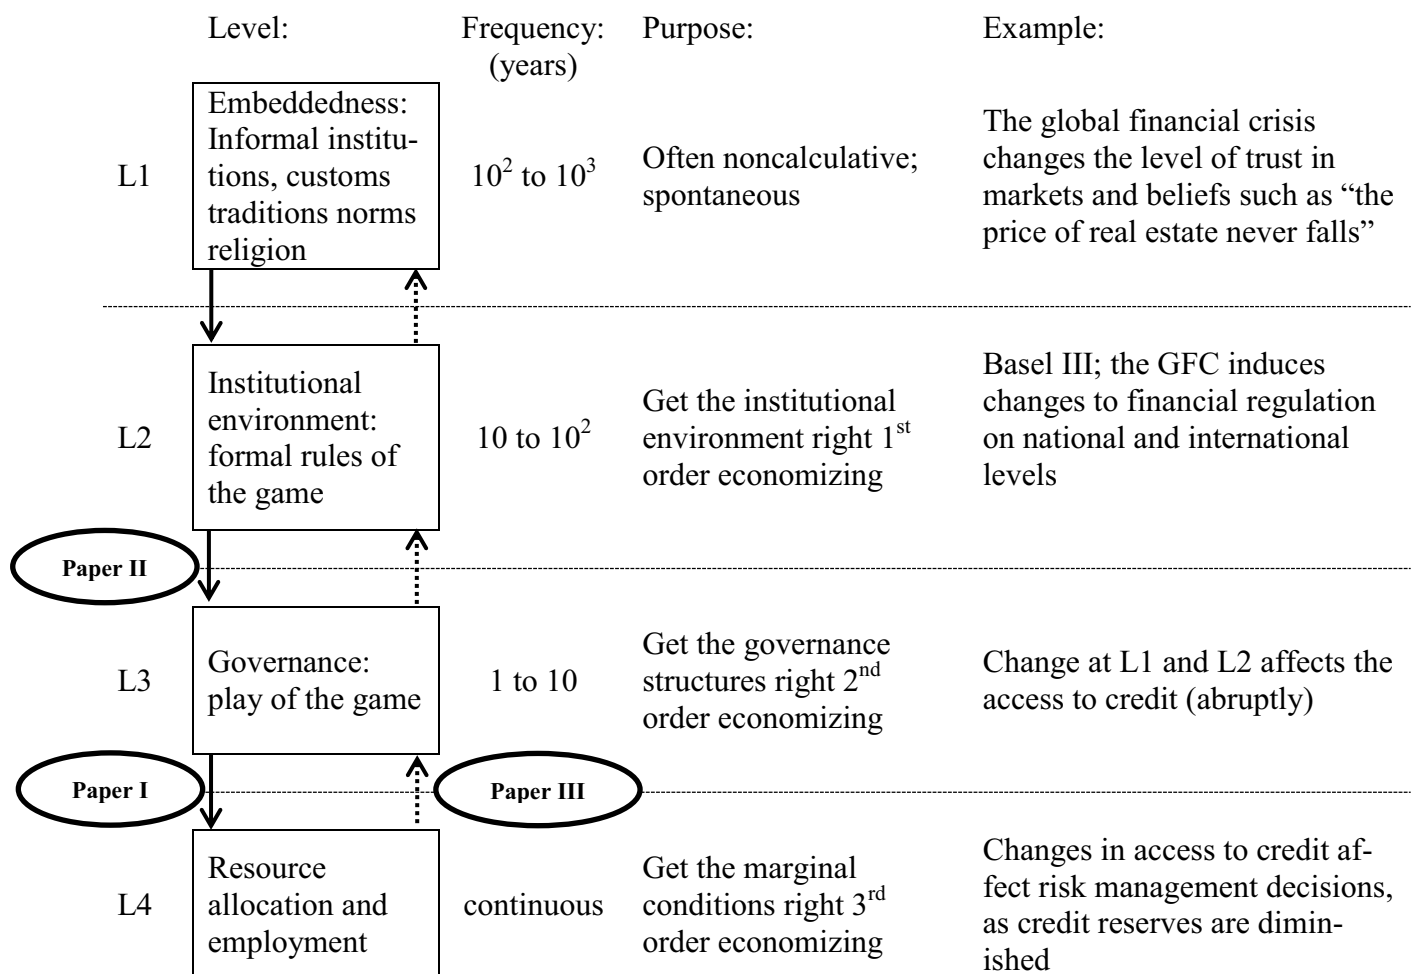 Level:
Frequency:
(years)
Purpose:
Example:
L1
Embeddedness:
Informal institu-
tions, customs
traditions norms
religion
10² to 10³
Often noncalculative;
spontaneous
The global financial crisis
changes the level of trust in
markets and beliefs such as “the
price of real estate never falls”
L2
Institutional
environment:
formal rules of
the game
10 to 10²
Get the institutional
environment right 1st
order economizing
Basel III; the GFC induces
changes to financial regulation
on national and international
levels
Paper II
L3
Governance:
play of the game
1 to 10
Get the governance
structures right 2nd
order economizing
Change at L1 and L2 affects the
access to credit (abruptly)
Paper I
Paper III
L4
Resource
allocation and
employment
continuous
Get the marginal
conditions right 3rd
order economizing
Changes in access to credit af-
fect risk management decisions,
as credit reserves are dimin-
ished